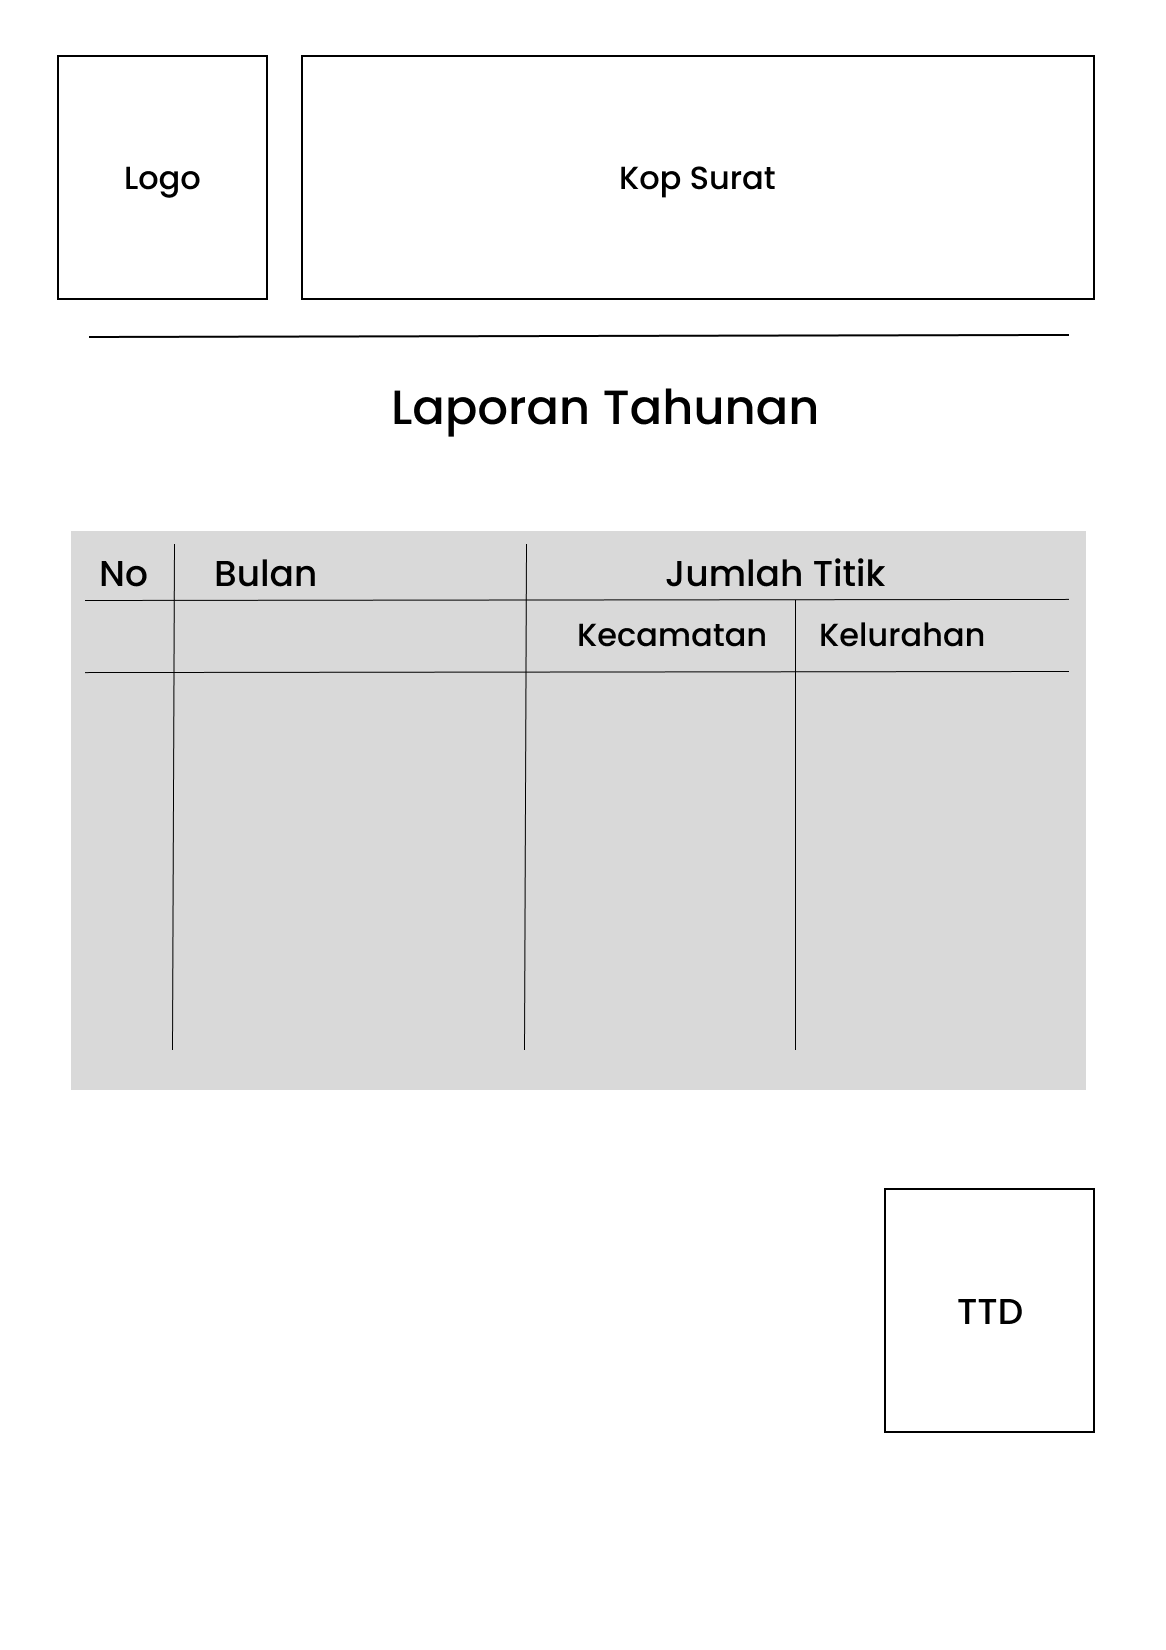 Logo
Kop Surat
Laporan Tahunan
No Bulan Jumlah Titik
Kecamatan Kelurahan
TTD